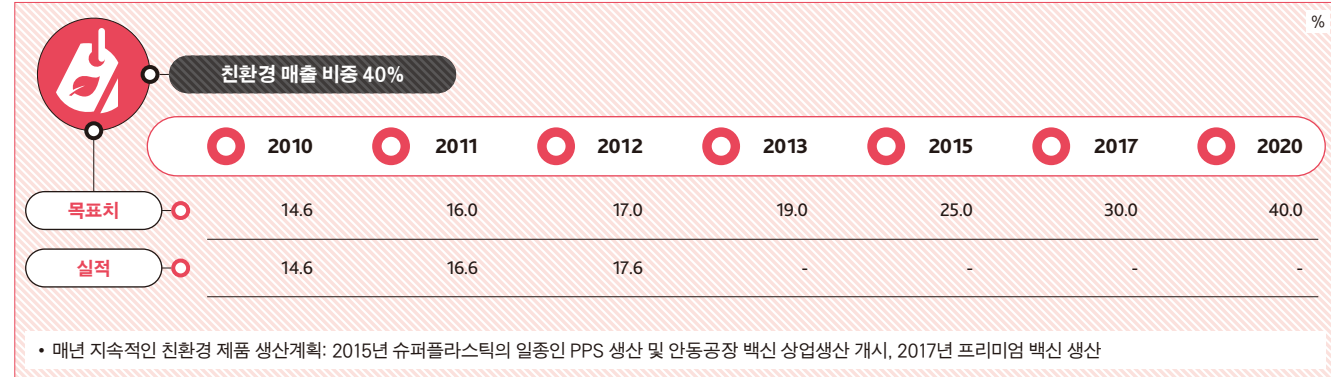 %
친환경 매출 비중 40%
2010 2011 2012 2013 2015 2017 2020
목표치 14.6 16.0 17.0 19.0 25.0 30.0 40.0
실적 14.6 16.6 17.6 - - - -
• 매년 지속적인 친환경 제품 생산계획: 2015년 슈퍼플라스틱의 일종인 PPS 생산 및 안동공장 백신 상업생산 개시, 2017년 프리미엄 백신 생산